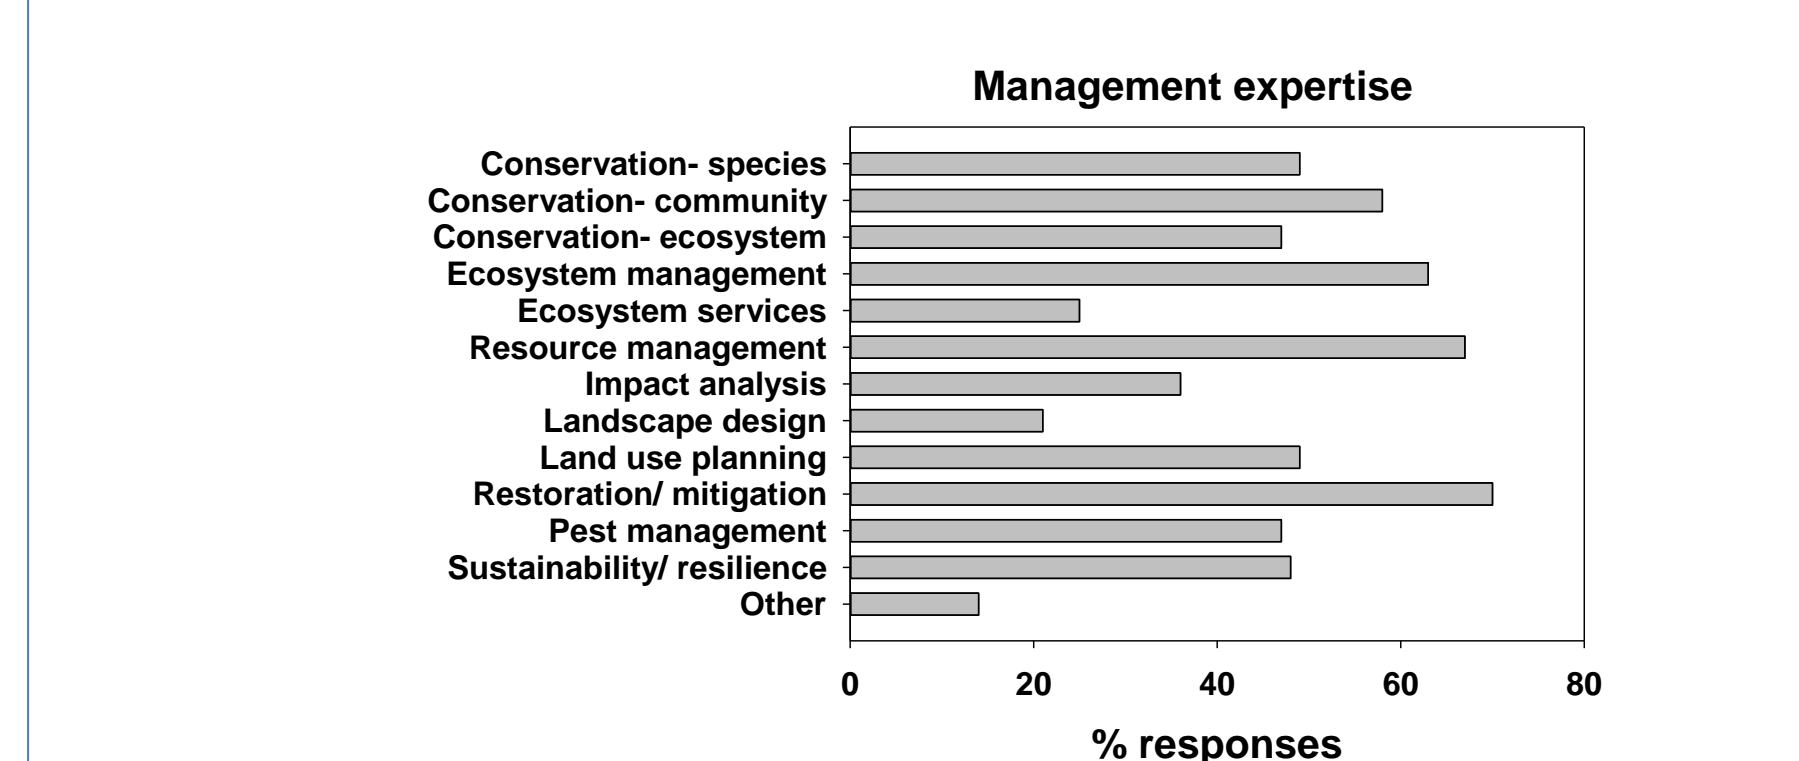 Management expertise
Conservation- species
Conservation- community
Conservation- ecosystem
Ecosystem management
Ecosystem services
Resource management
Impact analysis
Landscape design
Land use planning
Restoration/ mitigation
Pest management
Sustainability/ resilience
Other
0 20 40 60 80
% responses